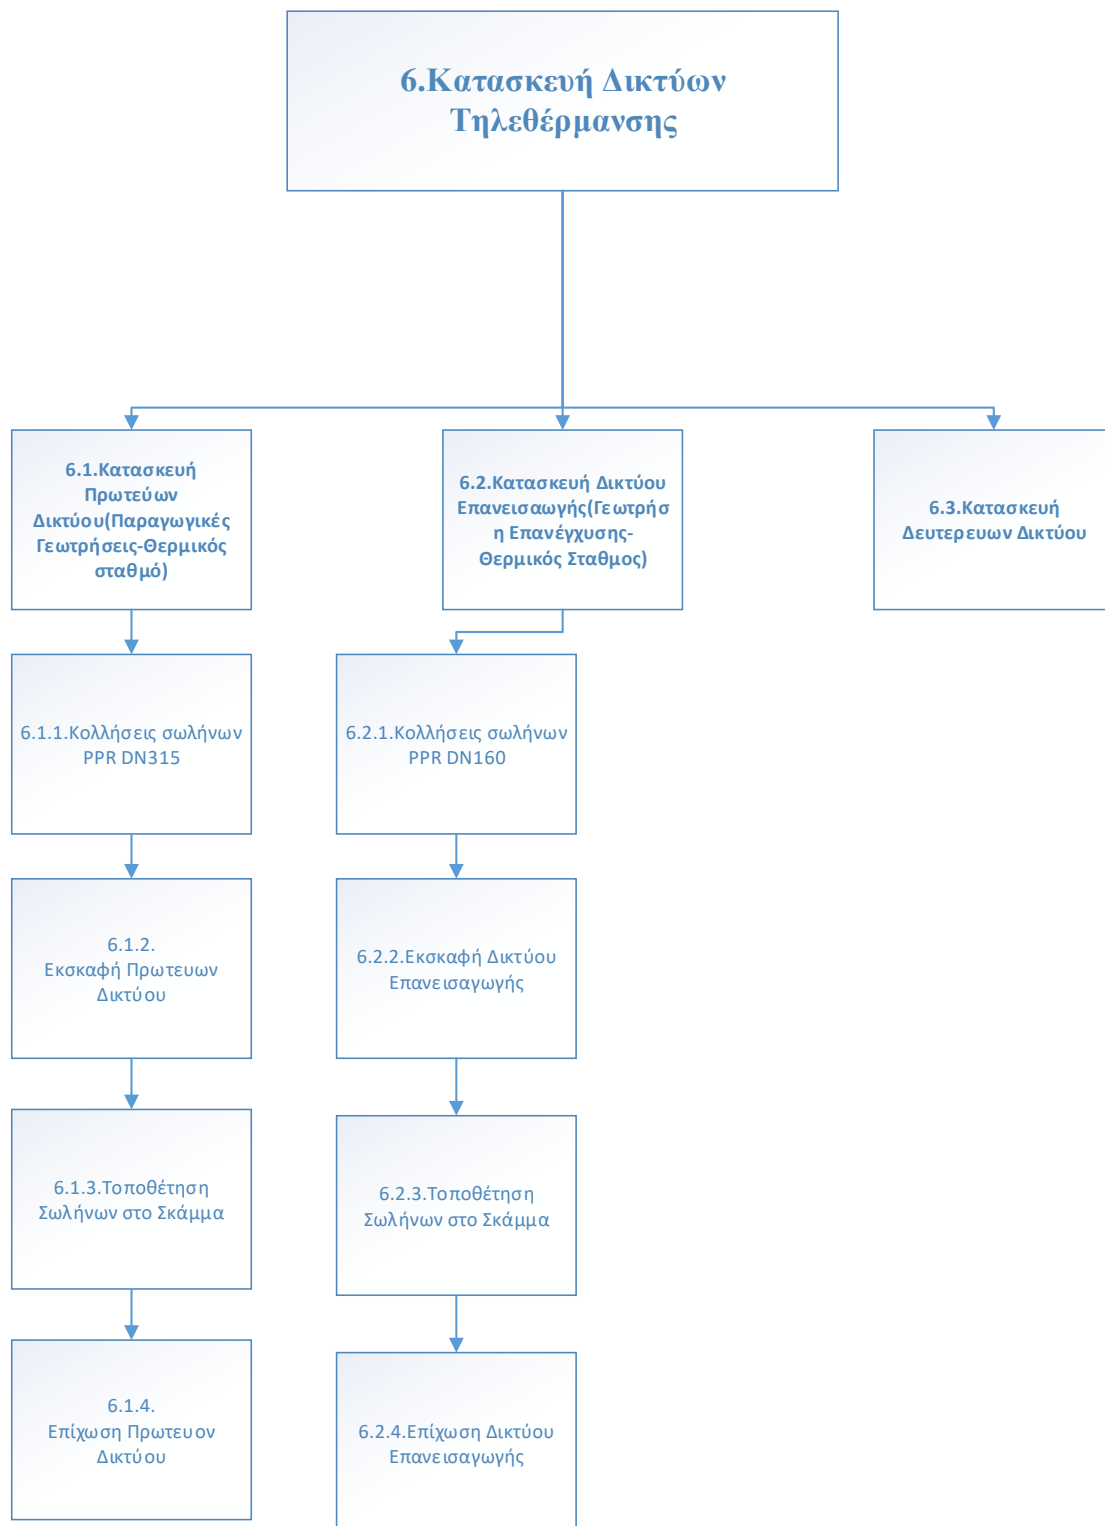 6.Κατασκευή Δικτύων
Τηλεθέρμανσης
6.1.Κατασκευή
Πρωτεύων
Δικτύου(Παραγωγικές
Γεωτρήσεις-Θερμικός
σταθμό)
6.2.Κατασκευή Δικτύου
Επανεισαωγής(Γεωτρήσ
η Επανέγχυσης-
Θερμικός Σταθμος)
6.3.Κατασκευή
Δευτερευων Δικτύου
6.1.1.Κολλήσεις σωλήνων
PPR DN315
6.2.1.Κολλήσεις σωλήνων
PPR DN160
6.1.2.
Εκσκαφή Πρωτευων
Δικτύου
6.2.2.Εκσκαφή Δικτύου
Επανεισαγωγής
6.1.3.Τοποθέτηση
Σωλήνων στο Σκάμμα
6.2.3.Τοποθέτηση
Σωλήνων στο Σκάμμα
6.1.4.
Επίχωση Πρωτευον
Δικτύου
6.2.4.Επίχωση Δικτύου
Επανεισαγωγής